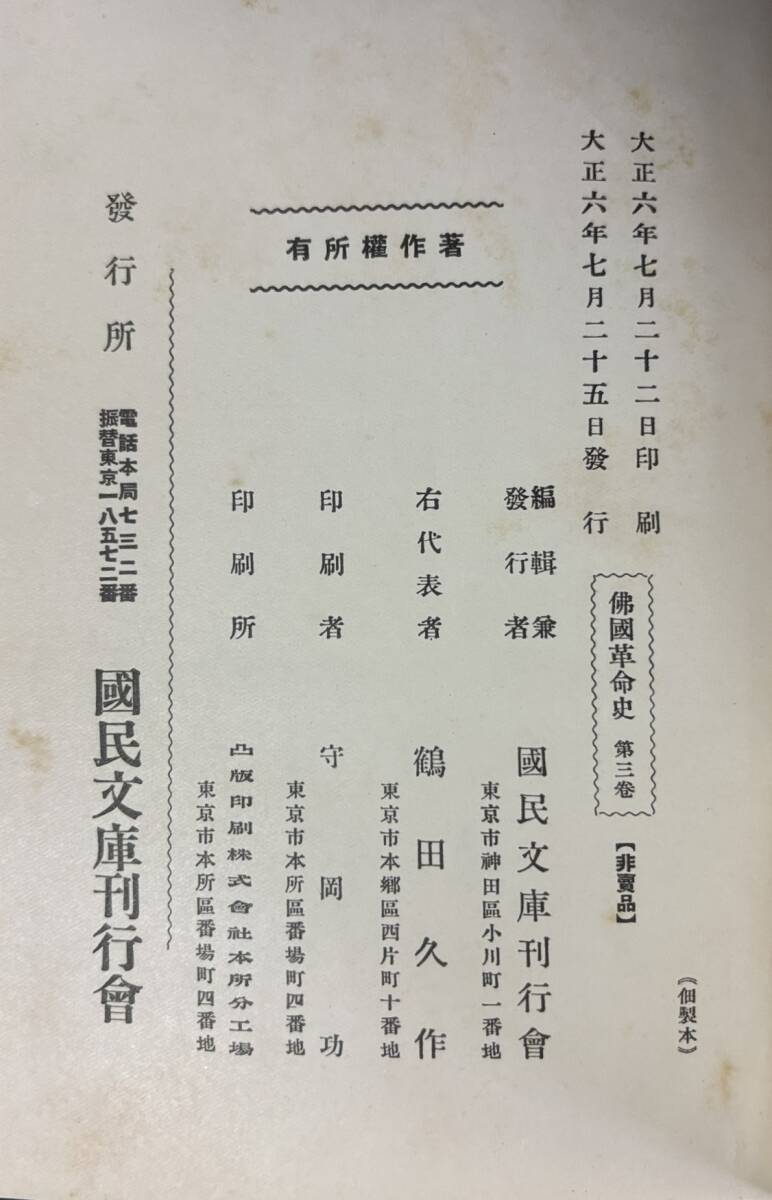 大正六年七月二十二日印刷
大正六年七月二十五日發行
佛國革命史 第三卷
【非賣品】
《佃製本》
有所權作著
編輯兼
發行者
國民文庫刊行會
東京市神田區小川町一番地
右代表者
鶴田久作
東京市本鄉區西片町十番地
印刷者
守岡功
東京市本所區番場町四番地
印刷所
凸版印刷株式會社本所分工場
東京市本所區番場町四番地
發行所
電話本局七三二番
振替東京一八五七二番
國民文庫刊行會